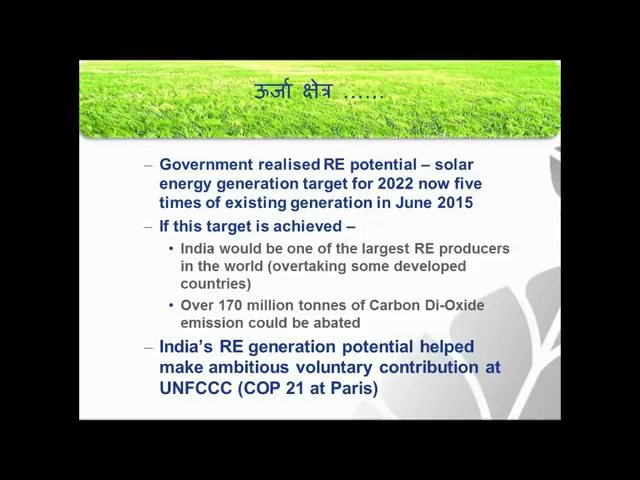 ऊर्जा क्षेत्र ......
– Government realised RE potential – solar
energy generation target for 2022 now five
times of existing generation in June 2015
– If this target is achieved –
• India would be one of the largest RE producers
in the world (overtaking some developed
countries)
• Over 170 million tonnes of Carbon Di-Oxide
emission could be abated
– India's RE generation potential helped
make ambitious voluntary contribution at
UNFCCC (COP 21 at Paris)